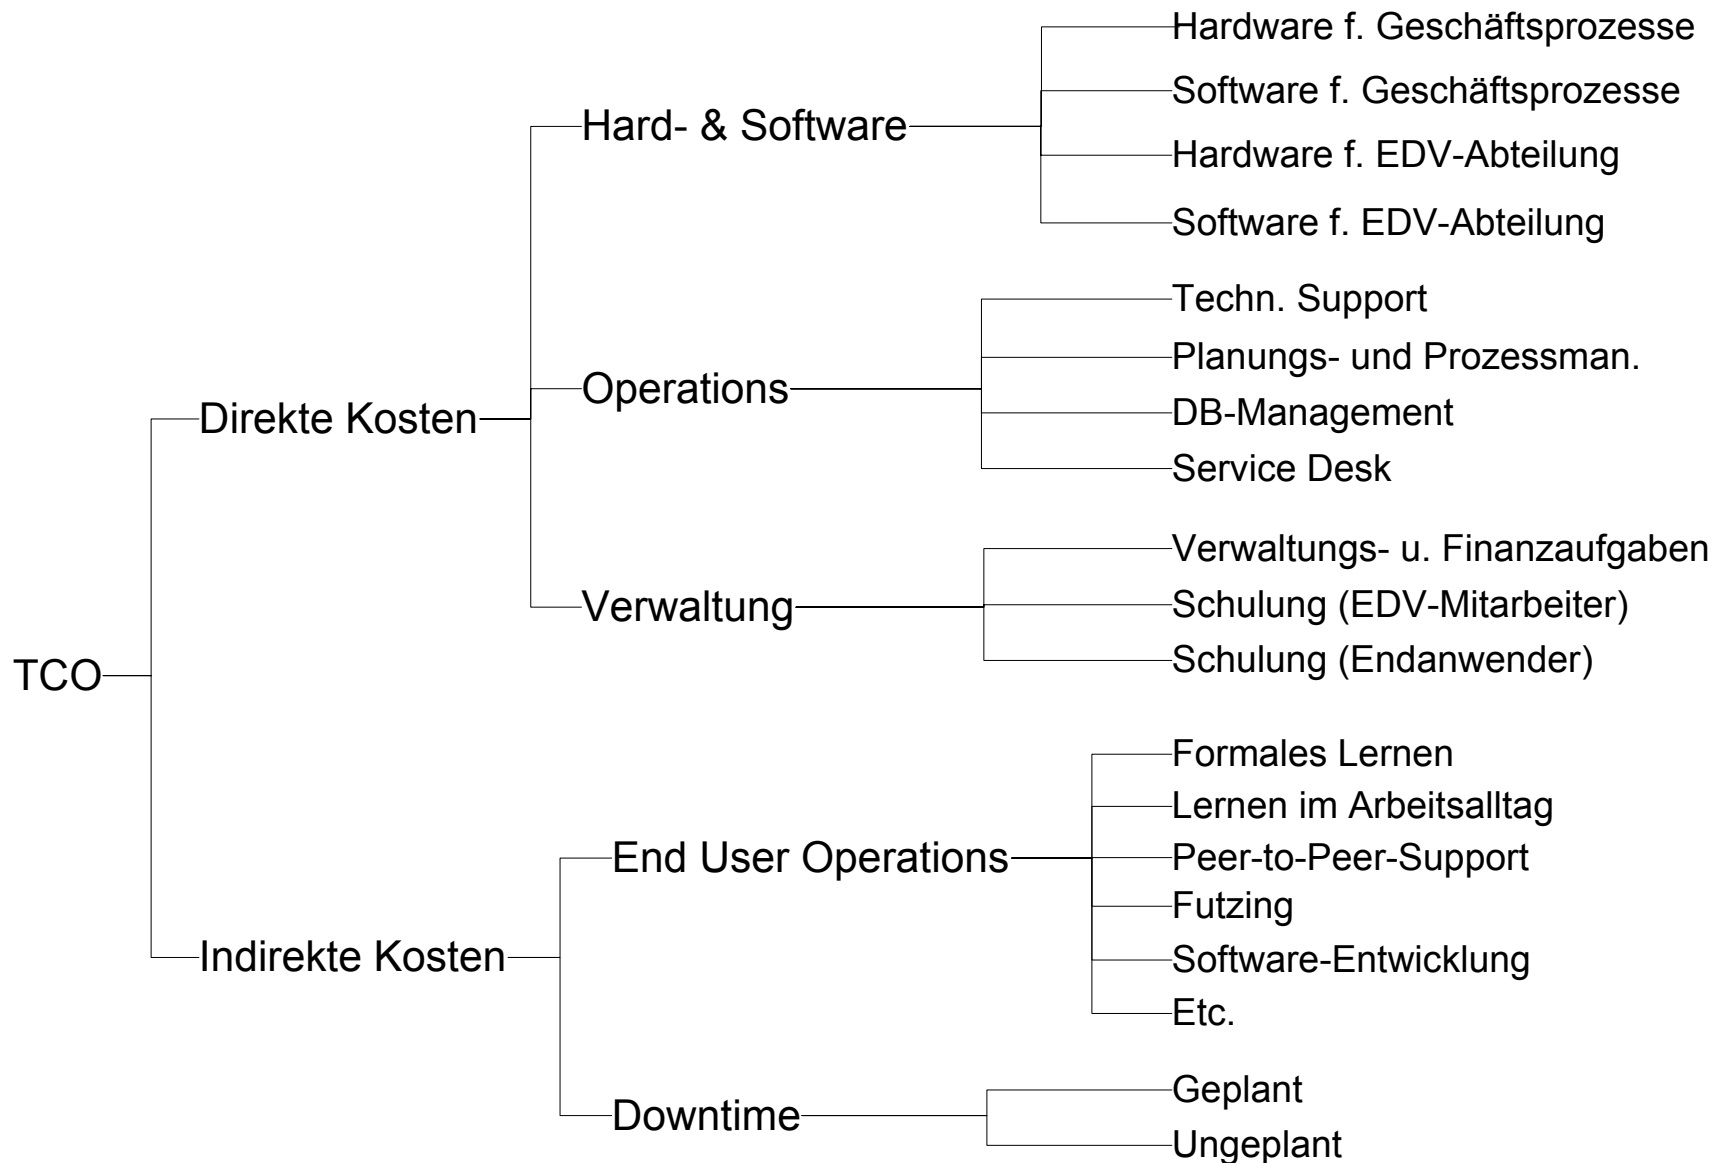 TCO
Direkte Kosten
Hard- & Software
Hardware f. Geschäftsprozesse
Software f. Geschäftsprozesse
Hardware f. EDV-Abteilung
Software f. EDV-Abteilung
Operations
Techn. Support
Planungs- und Prozessman.
DB-Management
Service Desk
Verwaltung
Verwaltungs- u. Finanzaufgaben
Schulung (EDV-Mitarbeiter)
Schulung (Endanwender)
Indirekte Kosten
End User Operations
Formales Lernen
Lernen im Arbeitsalltag
Peer-to-Peer-Support
Futzing
Software-Entwicklung
Etc.
Downtime
Geplant
Ungeplant